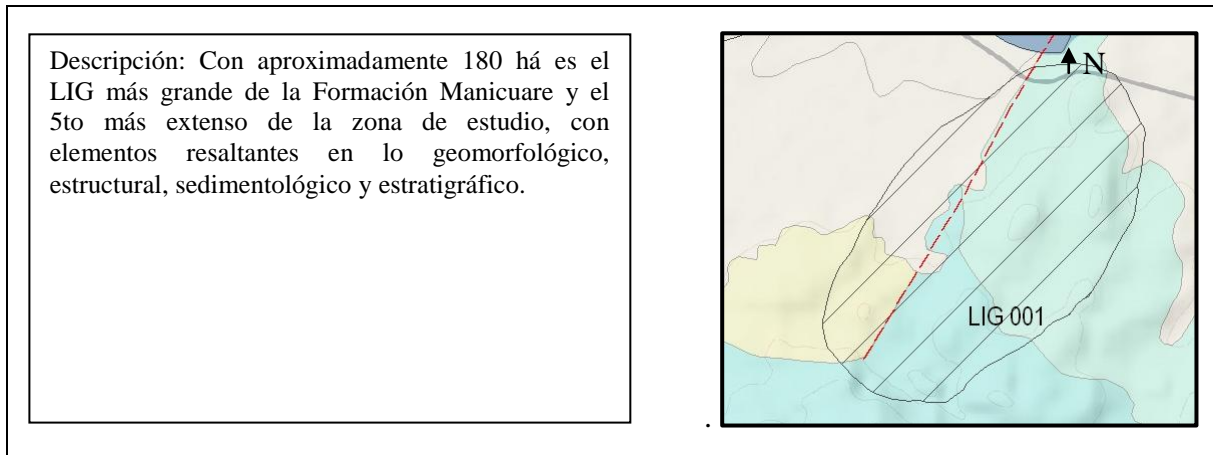 Descripción: Con aproximadamente 180 há es el
LIG más grande de la Formación Manicuare y el
5to más extenso de la zona de estudio, con
elementos resaltantes en lo geomorfológico,
estructural, sedimentológico y estratigráfico.
N
LIG 001
.